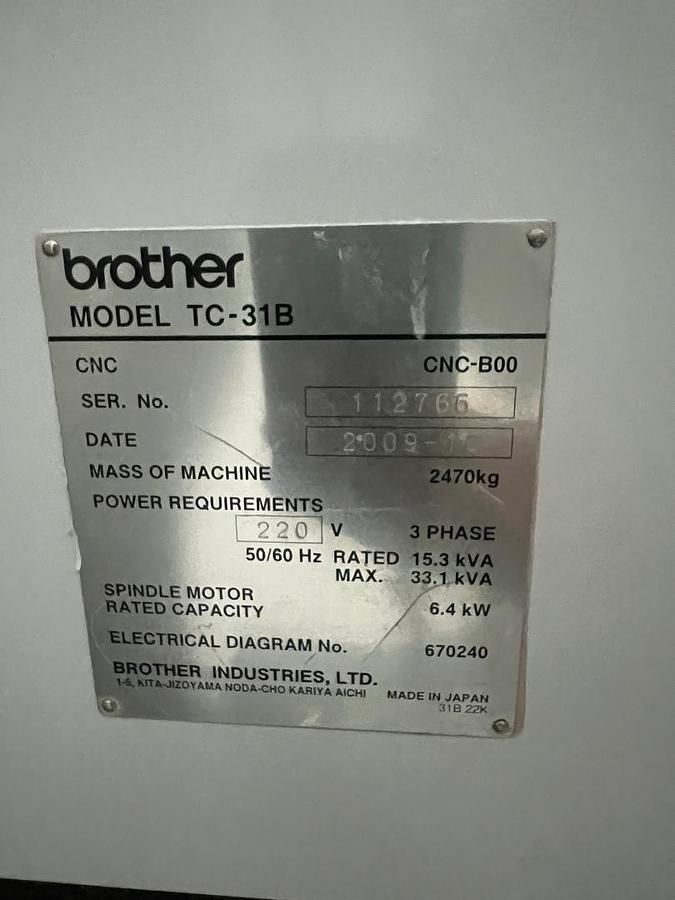 brother
MODEL TC-31B
CNC CNC-B00
SER. No. 112766
DATE 2009-10
MASS OF MACHINE 2470kg
POWER REQUIREMENTS
220 V 3 PHASE
50/60 Hz RATED 15.3 kVA
MAX. 33.1 kVA
SPINDLE MOTOR
RATED CAPACITY 6.4 kW
ELECTRICAL DIAGRAM No. 670240
BROTHER INDUSTRIES, LTD.
1-5, KITA-JIZOYAMA NODA-CHO KARIYA AICHI MADE IN JAPAN
31B 22K